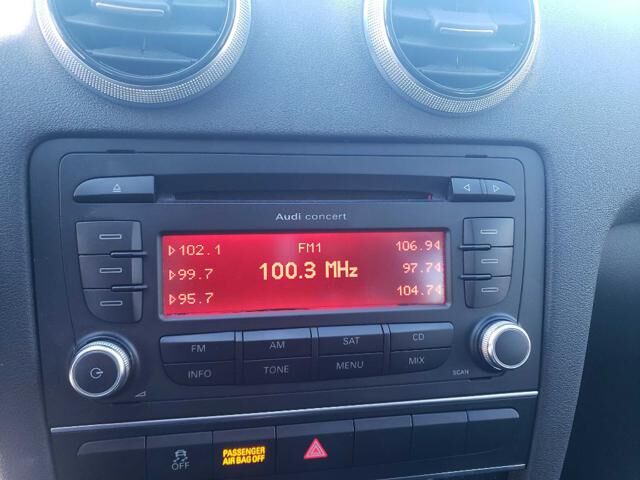 Audi concert
102.1 FM1 106.9
99.7 100.3 MHz 97.7
95.7 104.7
FM AM SAT CD
INFO TONE MENU MIX
SCAN
OFF
PASSENGER
AIR BAG OFF